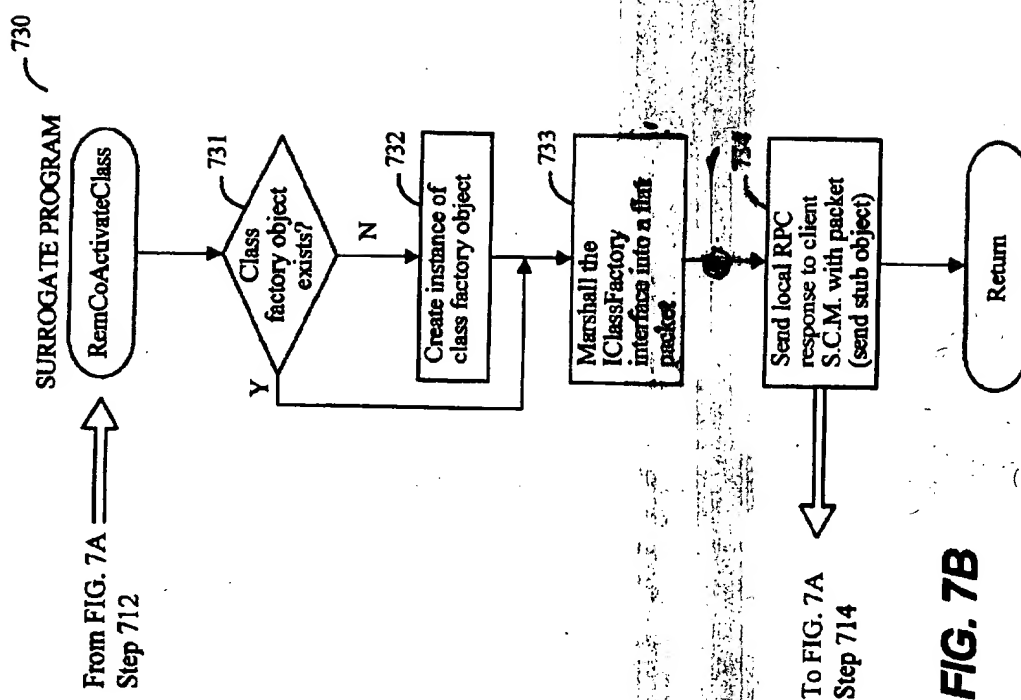 SURROGATE PROGRAM
730
From FIG. 7A
Step 712
RemCoActivateClass
731
Class
factory object
exists?
Y
N
732
Create instance of
class factory object
733
Marshall the
IClassFactory
interface into a flat
packet
734
Send local RPC
response to client
S.C.M. with packet
(send stub object)
To FIG. 7A
Step 714
Return
FIG. 7B